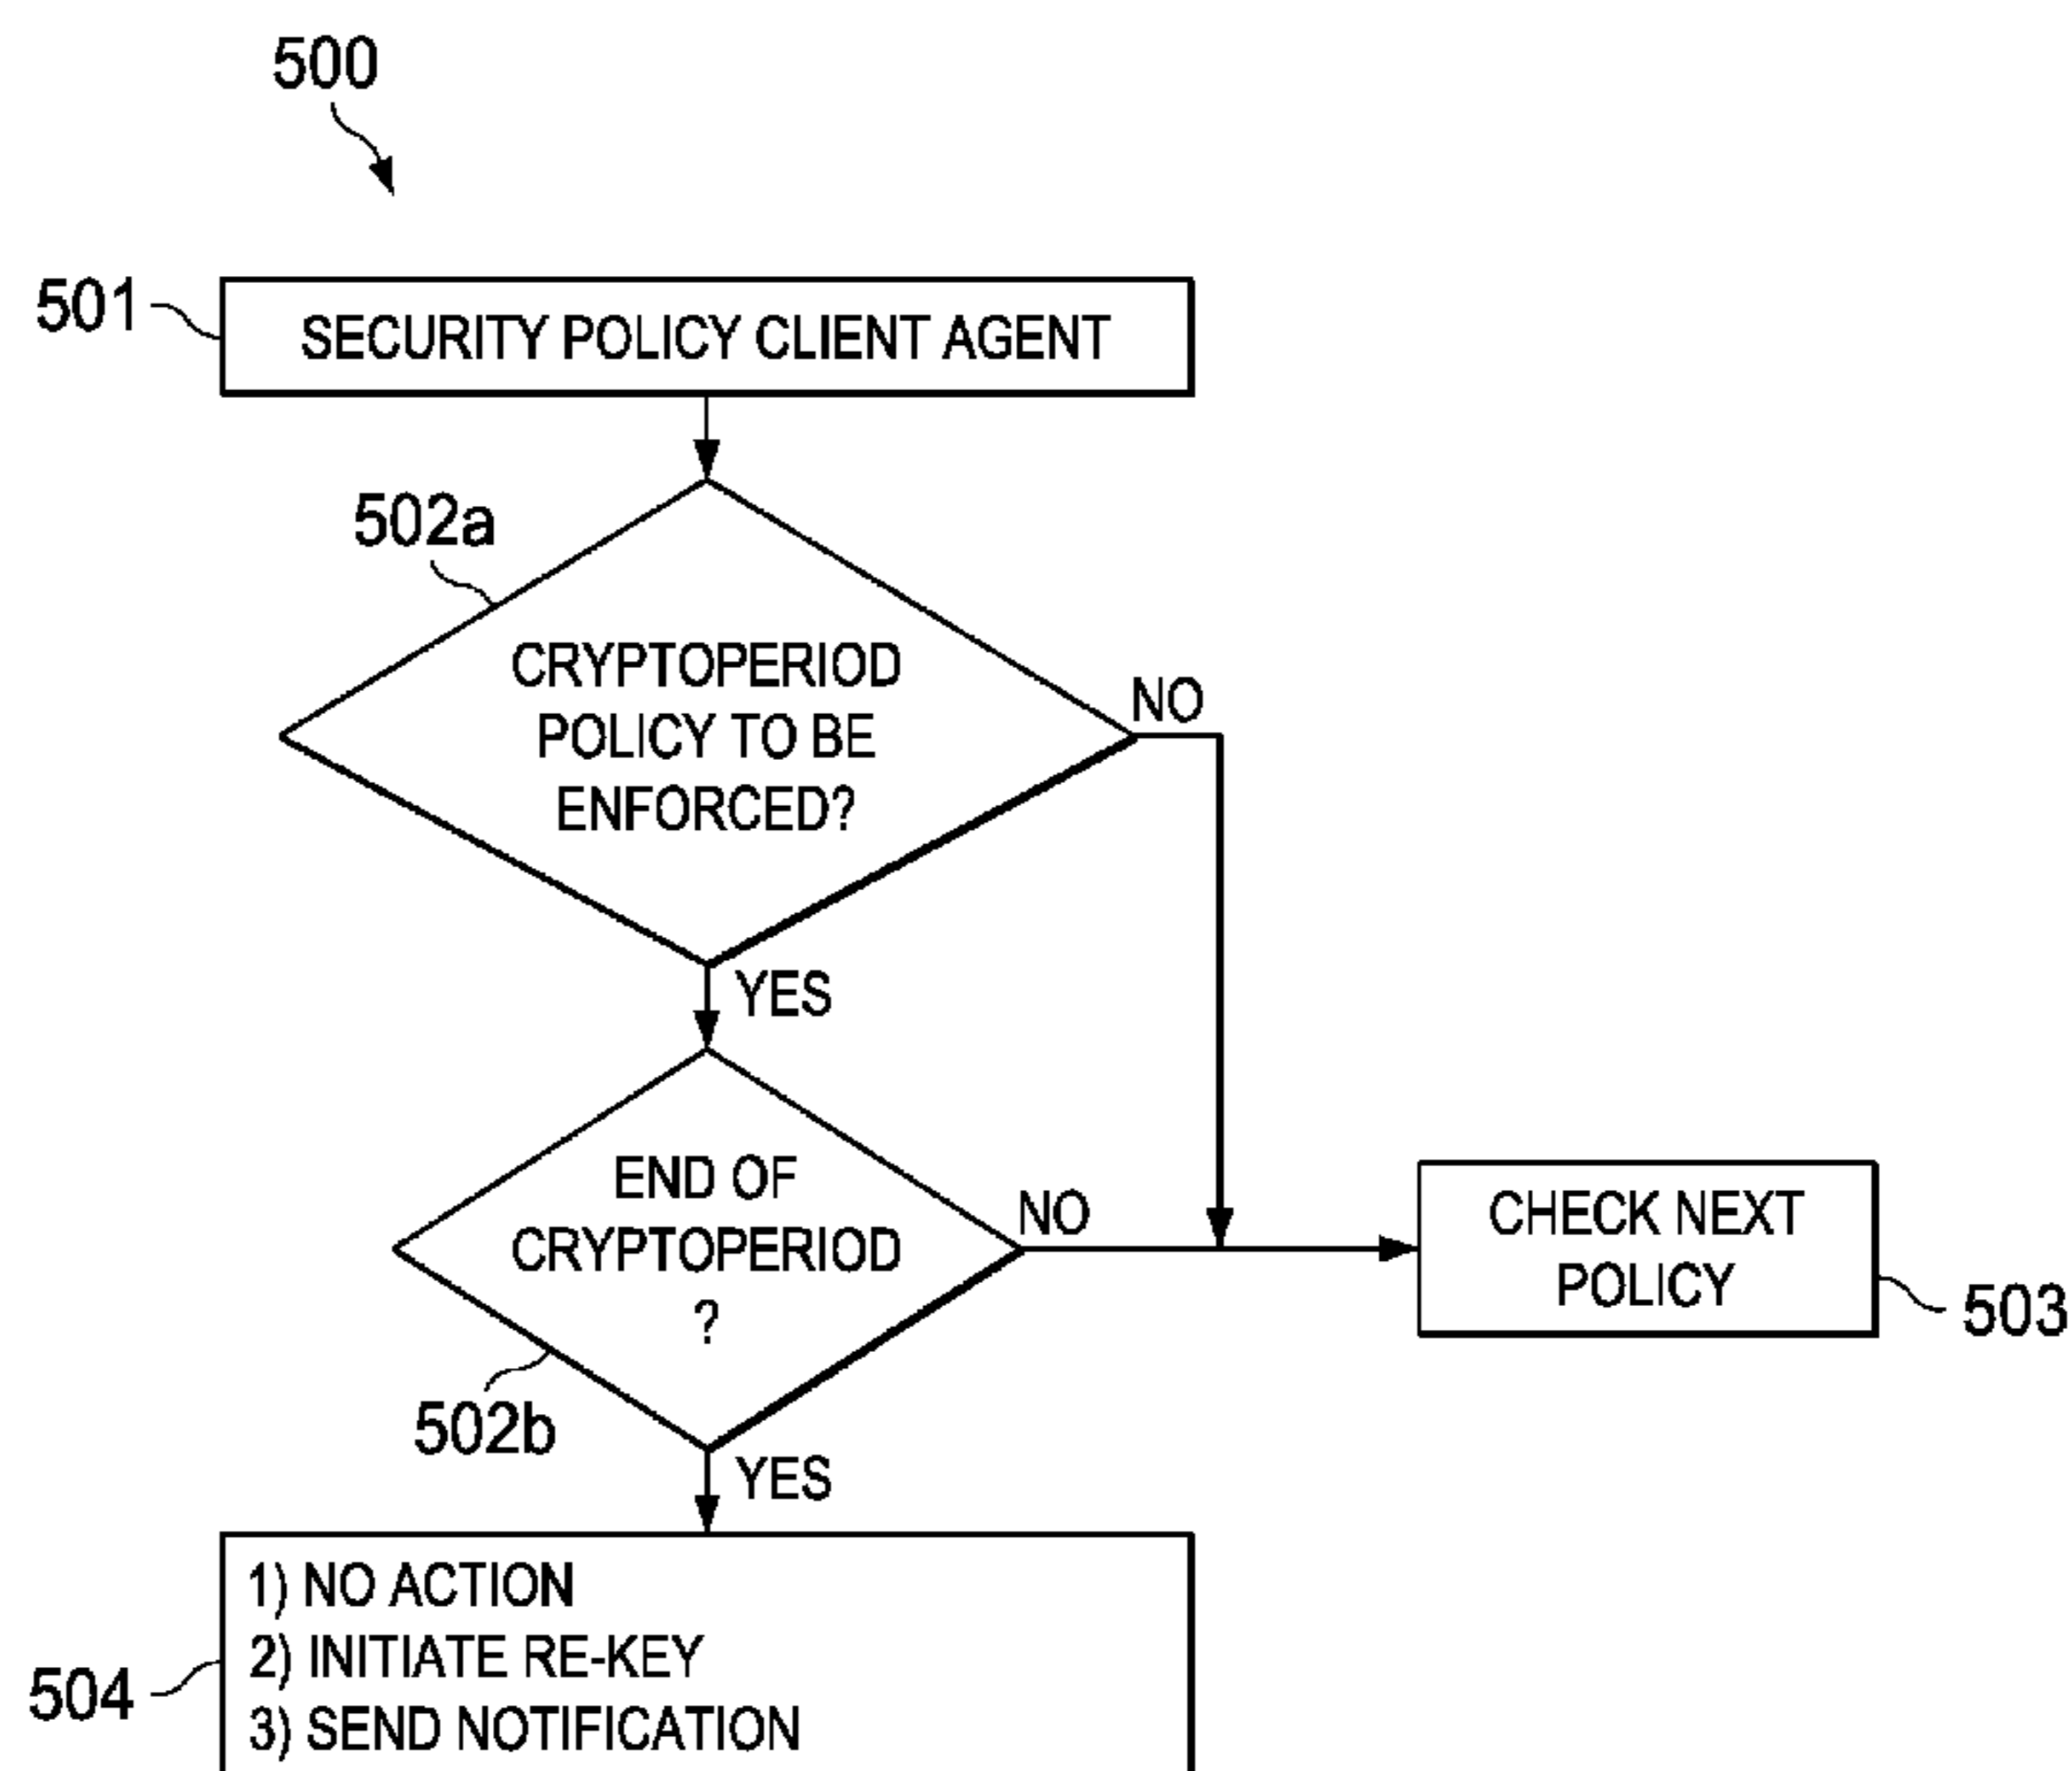 500
501
SECURITY POLICY CLIENT AGENT
502a
CRYPTOPERIOD
POLICY TO BE
ENFORCED?
NO
YES
END OF
CRYPTOPERIOD
?
NO
502b
YES
CHECK NEXT
POLICY
503
504
1) NO ACTION
2) INITIATE RE-KEY
3) SEND NOTIFICATION